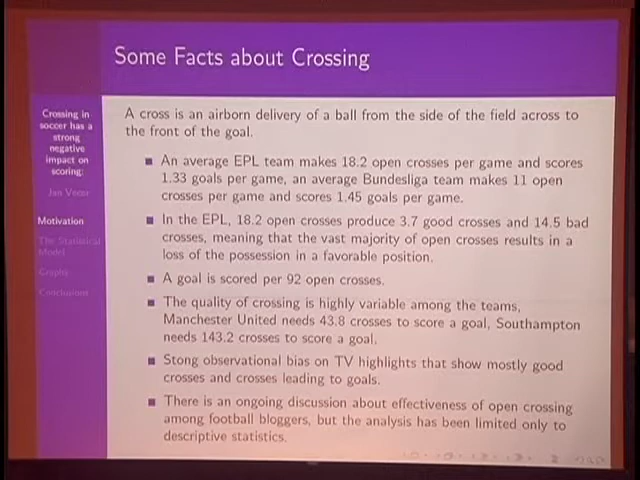 Some Facts about Crossing
Crossing in
soccer has a
strong
negative
impact on
scoring:
Jan Vecer
Motivation
The Statistical
Model
Graphs
Conclusions
A cross is an airborn delivery of a ball from the side of the field across to
the front of the goal.
An average EPL team makes 18.2 open crosses per game and scores
1.33 goals per game, an average Bundesliga team makes 11 open
crosses per game and scores 1.45 goals per game.
In the EPL, 18.2 open crosses produce 3.7 good crosses and 14.5 bad
crosses, meaning that the vast majority of open crosses results in a
loss of the possession in a favorable position.
A goal is scored per 92 open crosses.
The quality of crossing is highly variable among the teams,
Manchester United needs 43.8 crosses to score a goal, Southampton
needs 143.2 crosses to score a goal.
Stong observational bias on TV highlights that show mostly good
crosses and crosses leading to goals.
There is an ongoing discussion about effectiveness of open crossing
among football bloggers, but the analysis has been limited only to
descriptive statistics.